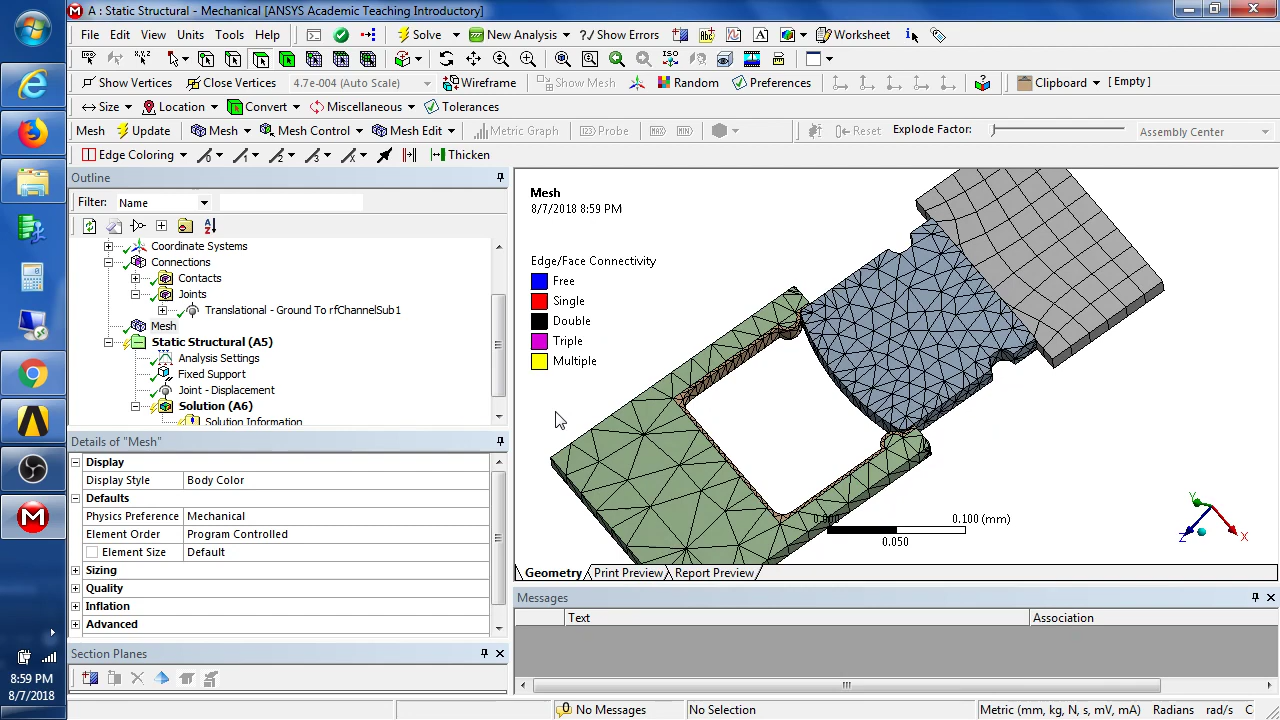 A : Static Structural - Mechanical [ANSYS Academic Teaching Introductory]
File Edit View Units Tools Help Solve New Analysis Show Errors Worksheet
Show Vertices Close Vertices 4.7e-004 (Auto Scale) Wireframe Show Mesh Random Preferences Clipboard [Empty]
Size Location Convert Miscellaneous Tolerances
Mesh Update Mesh Mesh Control Mesh Edit Metric Graph Probe Reset Explode Factor: Assembly Center
Edge Coloring Thicken
Outline
Filter: Name
Coordinate Systems
Connections
Contacts
Joints
Translational - Ground To rfChannelSub1
Mesh
Static Structural (A5)
Analysis Settings
Fixed Support
Joint - Displacement
Solution (A6)
Solution Information
Details of "Mesh"
Display
Display Style Body Color
Defaults
Physics Preference Mechanical
Element Order Program Controlled
Element Size Default
Sizing
Quality
Inflation
Advanced
Section Planes
Mesh
8/7/2018 8:59 PM
Edge/Face Connectivity
Free
Single
Double
Triple
Multiple
0.000 0.100 (mm)
0.050
Y
Z X
Geometry Print Preview Report Preview
Messages
Text Association
8:59 PM
8/7/2018
No Messages No Selection Metric (mm, kg, N, s, mV, mA) Radians rad/s C